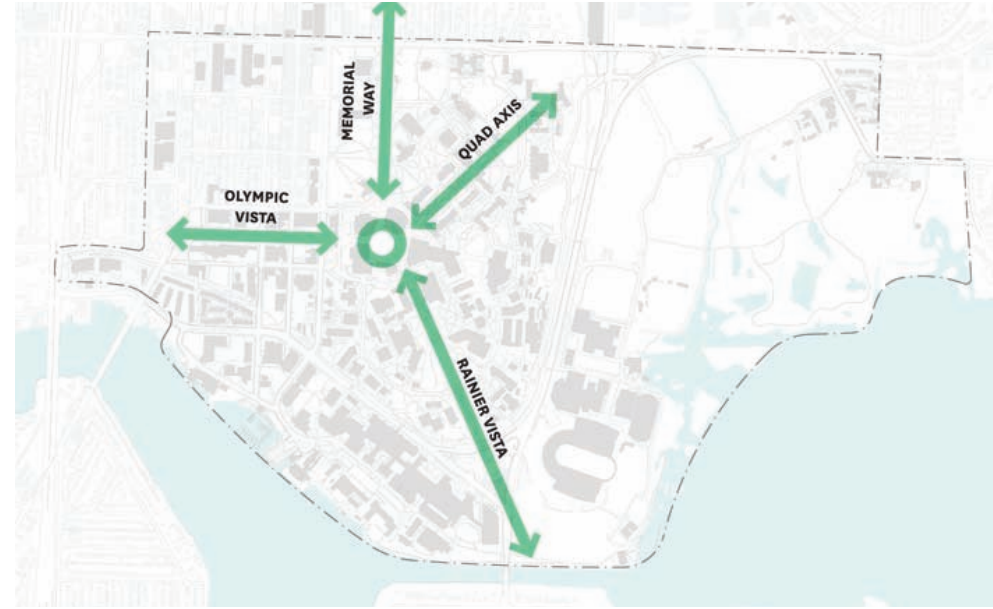 MEMORIAL
WAY
QUAD AXIS
OLYMPIC
VISTA
RAINIER VISTA